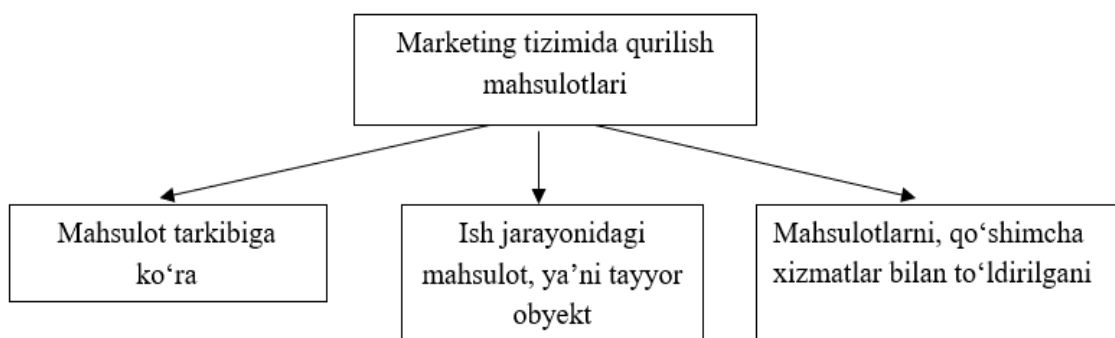 Marketing tizimida qurilish
mahsulotlari
Mahsulot tarkibiga
ko‘ra
Ish jarayonidagi
mahsulot, ya’ni tayyor
obyekt
Mahsulotlarni, qo‘shimcha
xizmatlar bilan to‘ldirilgani